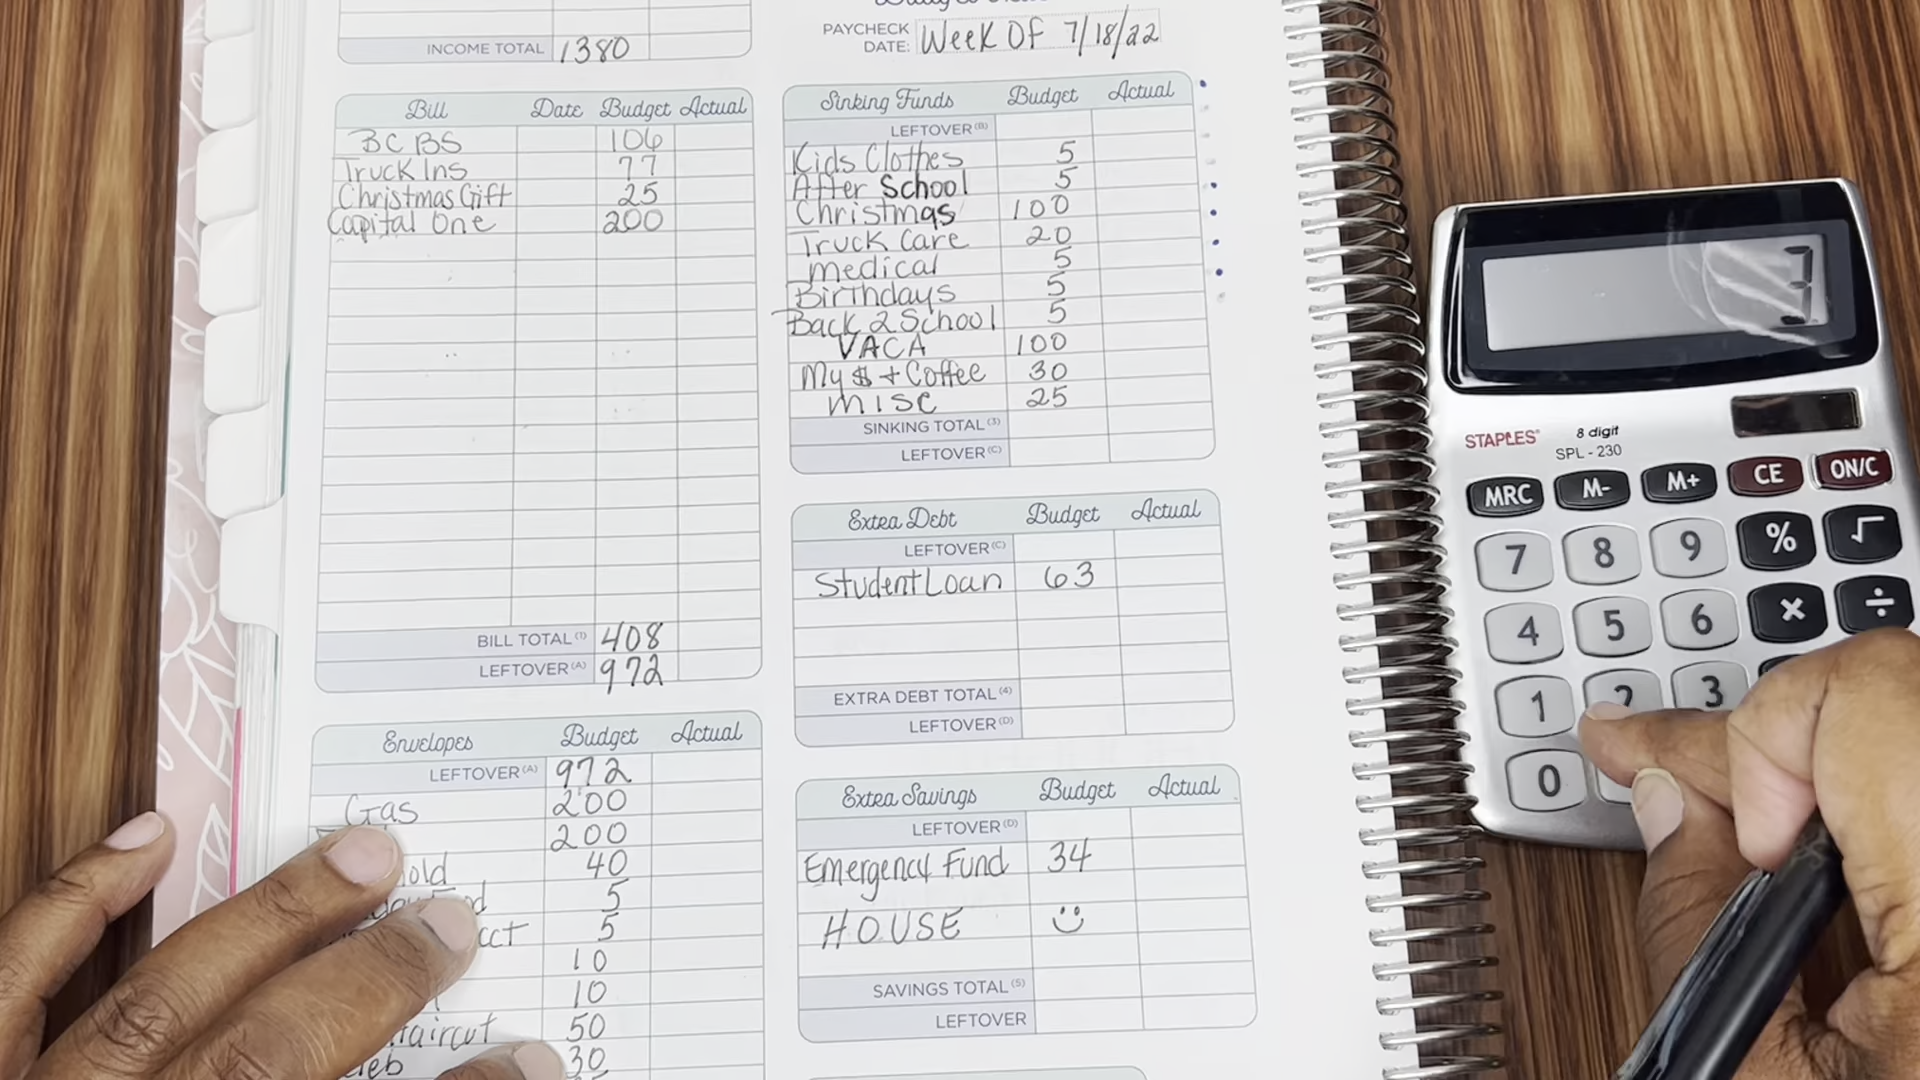 INCOME TOTAL 1380
Bill Date Budget Actual
BCBS 106
Truck Ins 77
Christmas Gift 25
Capital One 200
BILL TOTAL (1) 408
LEFTOVER (A) 972
Envelopes Budget Actual
LEFTOVER (A) 972
Gas 200
200
old 40
d 5
cct 5
10
10
Haircut 50
eb 30
PAYCHECK DATE: Week Of 7/18/22
Sinking Funds Budget Actual
LEFTOVER (B)
Kids Clothes 5
After School 5
Christmas 100
Truck Care 20
medical 5
Birthdays 5
Back 2 School 5
VACA 100
My $ + Coffee 30
misc 25
SINKING TOTAL (3)
LEFTOVER (C)
Extra Debt Budget Actual
LEFTOVER (C)
Student Loan 63
EXTRA DEBT TOTAL (4)
LEFTOVER (D)
Extra Savings Budget Actual
LEFTOVER (D)
Emergency Fund 34
HOUSE
SAVINGS TOTAL (5)
LEFTOVER
3
STAPLES 8 digit
SPL-230
MRC M- M+ CE ON/C
7 8 9 % √
4 5 6 × ÷
1 2 3
0